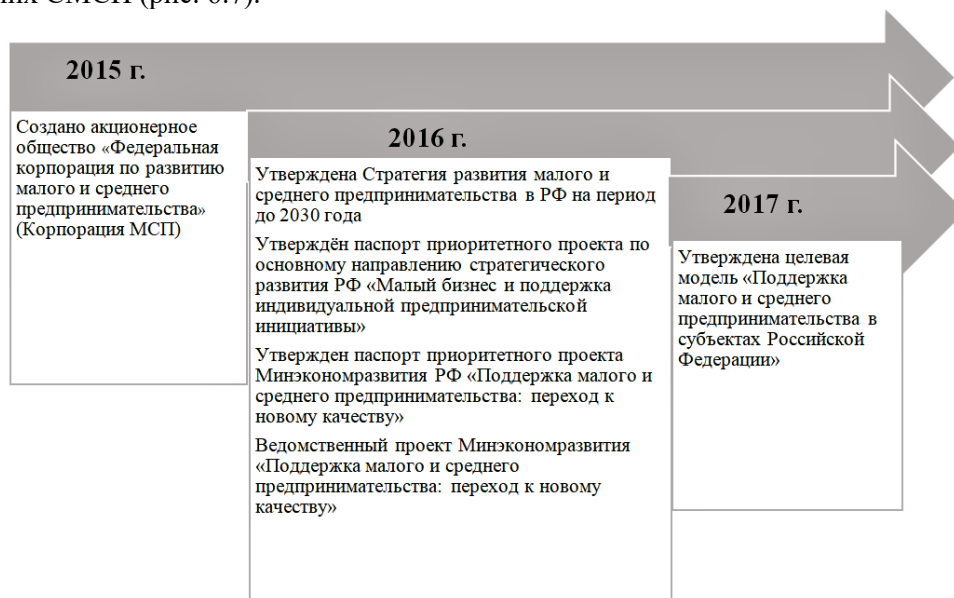 них СМСП (рис. 6.7).
2015 г.
Создано акционерное
общество «Федеральная
корпорация по развитию
малого и среднего
предпринимательства»
(Корпорация МСП)
2016 г.
Утверждена Стратегия развития малого и
среднего предпринимательства в РФ на период
до 2030 года
Утверждён паспорт приоритетного проекта по
основному направлению стратегического
развития РФ «Малый бизнес и поддержка
индивидуальной предпринимательской
инициативы»
Утвержден паспорт приоритетного проекта
Минэкономразвития РФ «Поддержка малого и
среднего предпринимательства: переход к
новому качеству»
Ведомственный проект Минэкономразвития
«Поддержка малого и среднего
предпринимательства: переход к новому
качеству»
2017 г.
Утверждена целевая
модель «Поддержка
малого и среднего
предпринимательства в
субъектах Российской
Федерации»